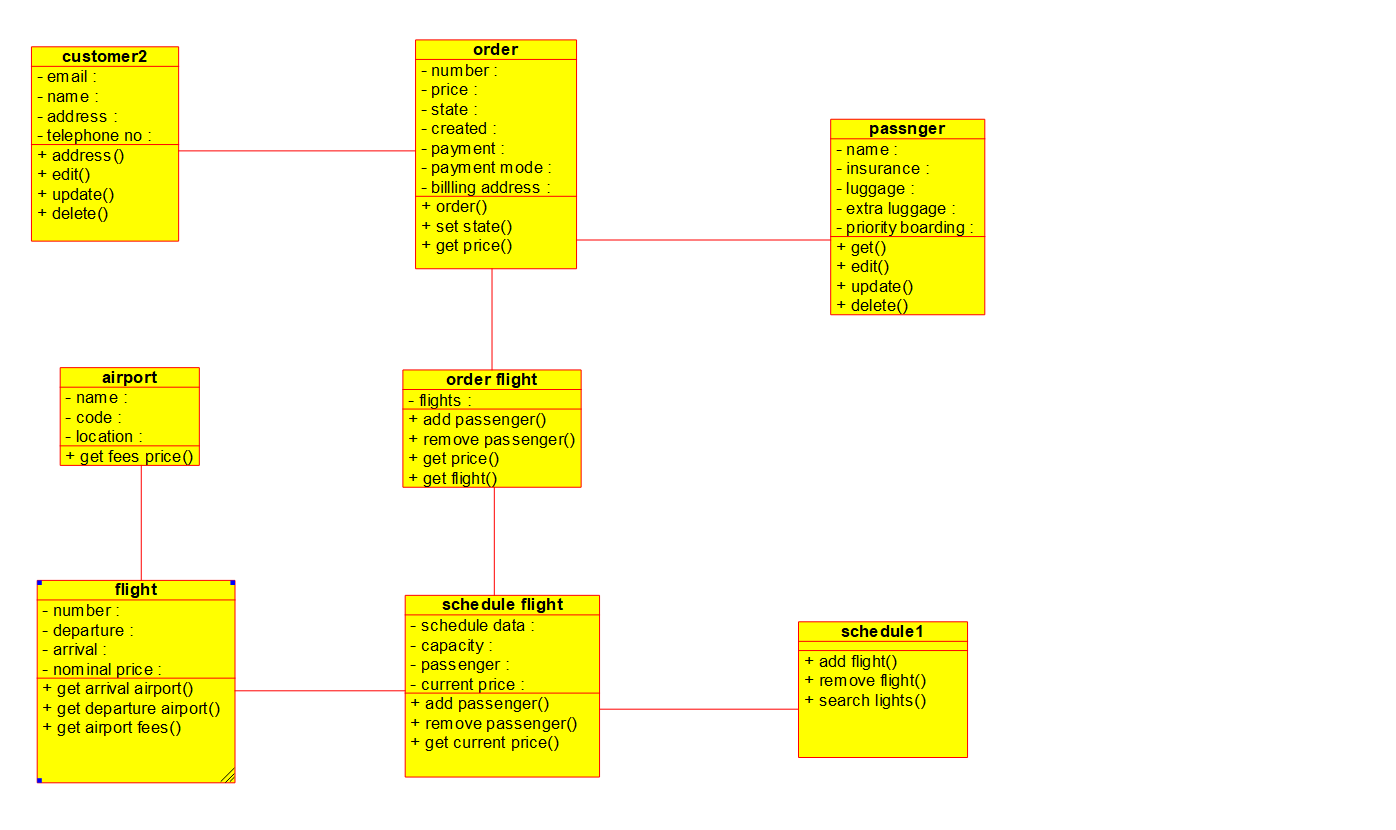 customer2
- email :
- name :
- address :
- telephone no :
+ address()
+ edit()
+ update()
+ delete()
order
- number :
- price :
- state :
- created :
- payment :
- payment mode :
- billling address :
+ order()
+ set state()
+ get price()
passnger
- name :
- insurance :
- luggage :
- extra luggage :
- priority boarding :
+ get()
+ edit()
+ update()
+ delete()
airport
- name :
- code :
- location :
+ get fees price()
order flight
- flights :
+ add passenger()
+ remove passenger()
+ get price()
+ get flight()
flight
- number :
- departure :
- arrival :
- nominal price :
+ get arrival airport()
+ get departure airport()
+ get airport fees()
schedule flight
- schedule data :
- capacity :
- passenger :
- current price :
+ add passenger()
+ remove passenger()
+ get current price()
schedule1
+ add flight()
+ remove flight()
+ search lights()